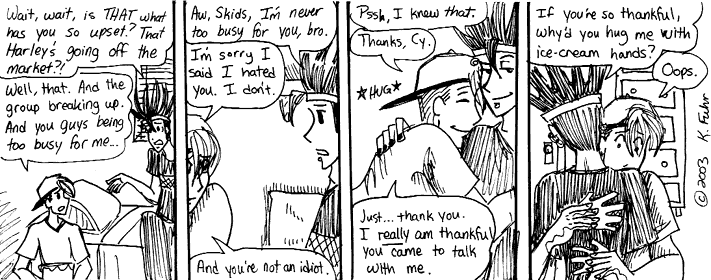 Wait, wait, is THAT what
has you so upset? That
Harley's going off the
market?!
Well, that. And the
group breaking up.
And you guys being
too busy for me...
Aw, Skids, I'm never
too busy for you, bro.
I'm sorry I
said I hated
you. I don't.
And you're not an idiot.
Pssh, I knew that.
Thanks, Cy.
★HUG★
Just... thank you.
I really am thankful
you came to talk
with me.
If you're so thankful,
why'd you hug me with
ice-cream hands?
Oops.
©2003 K. Fuhr